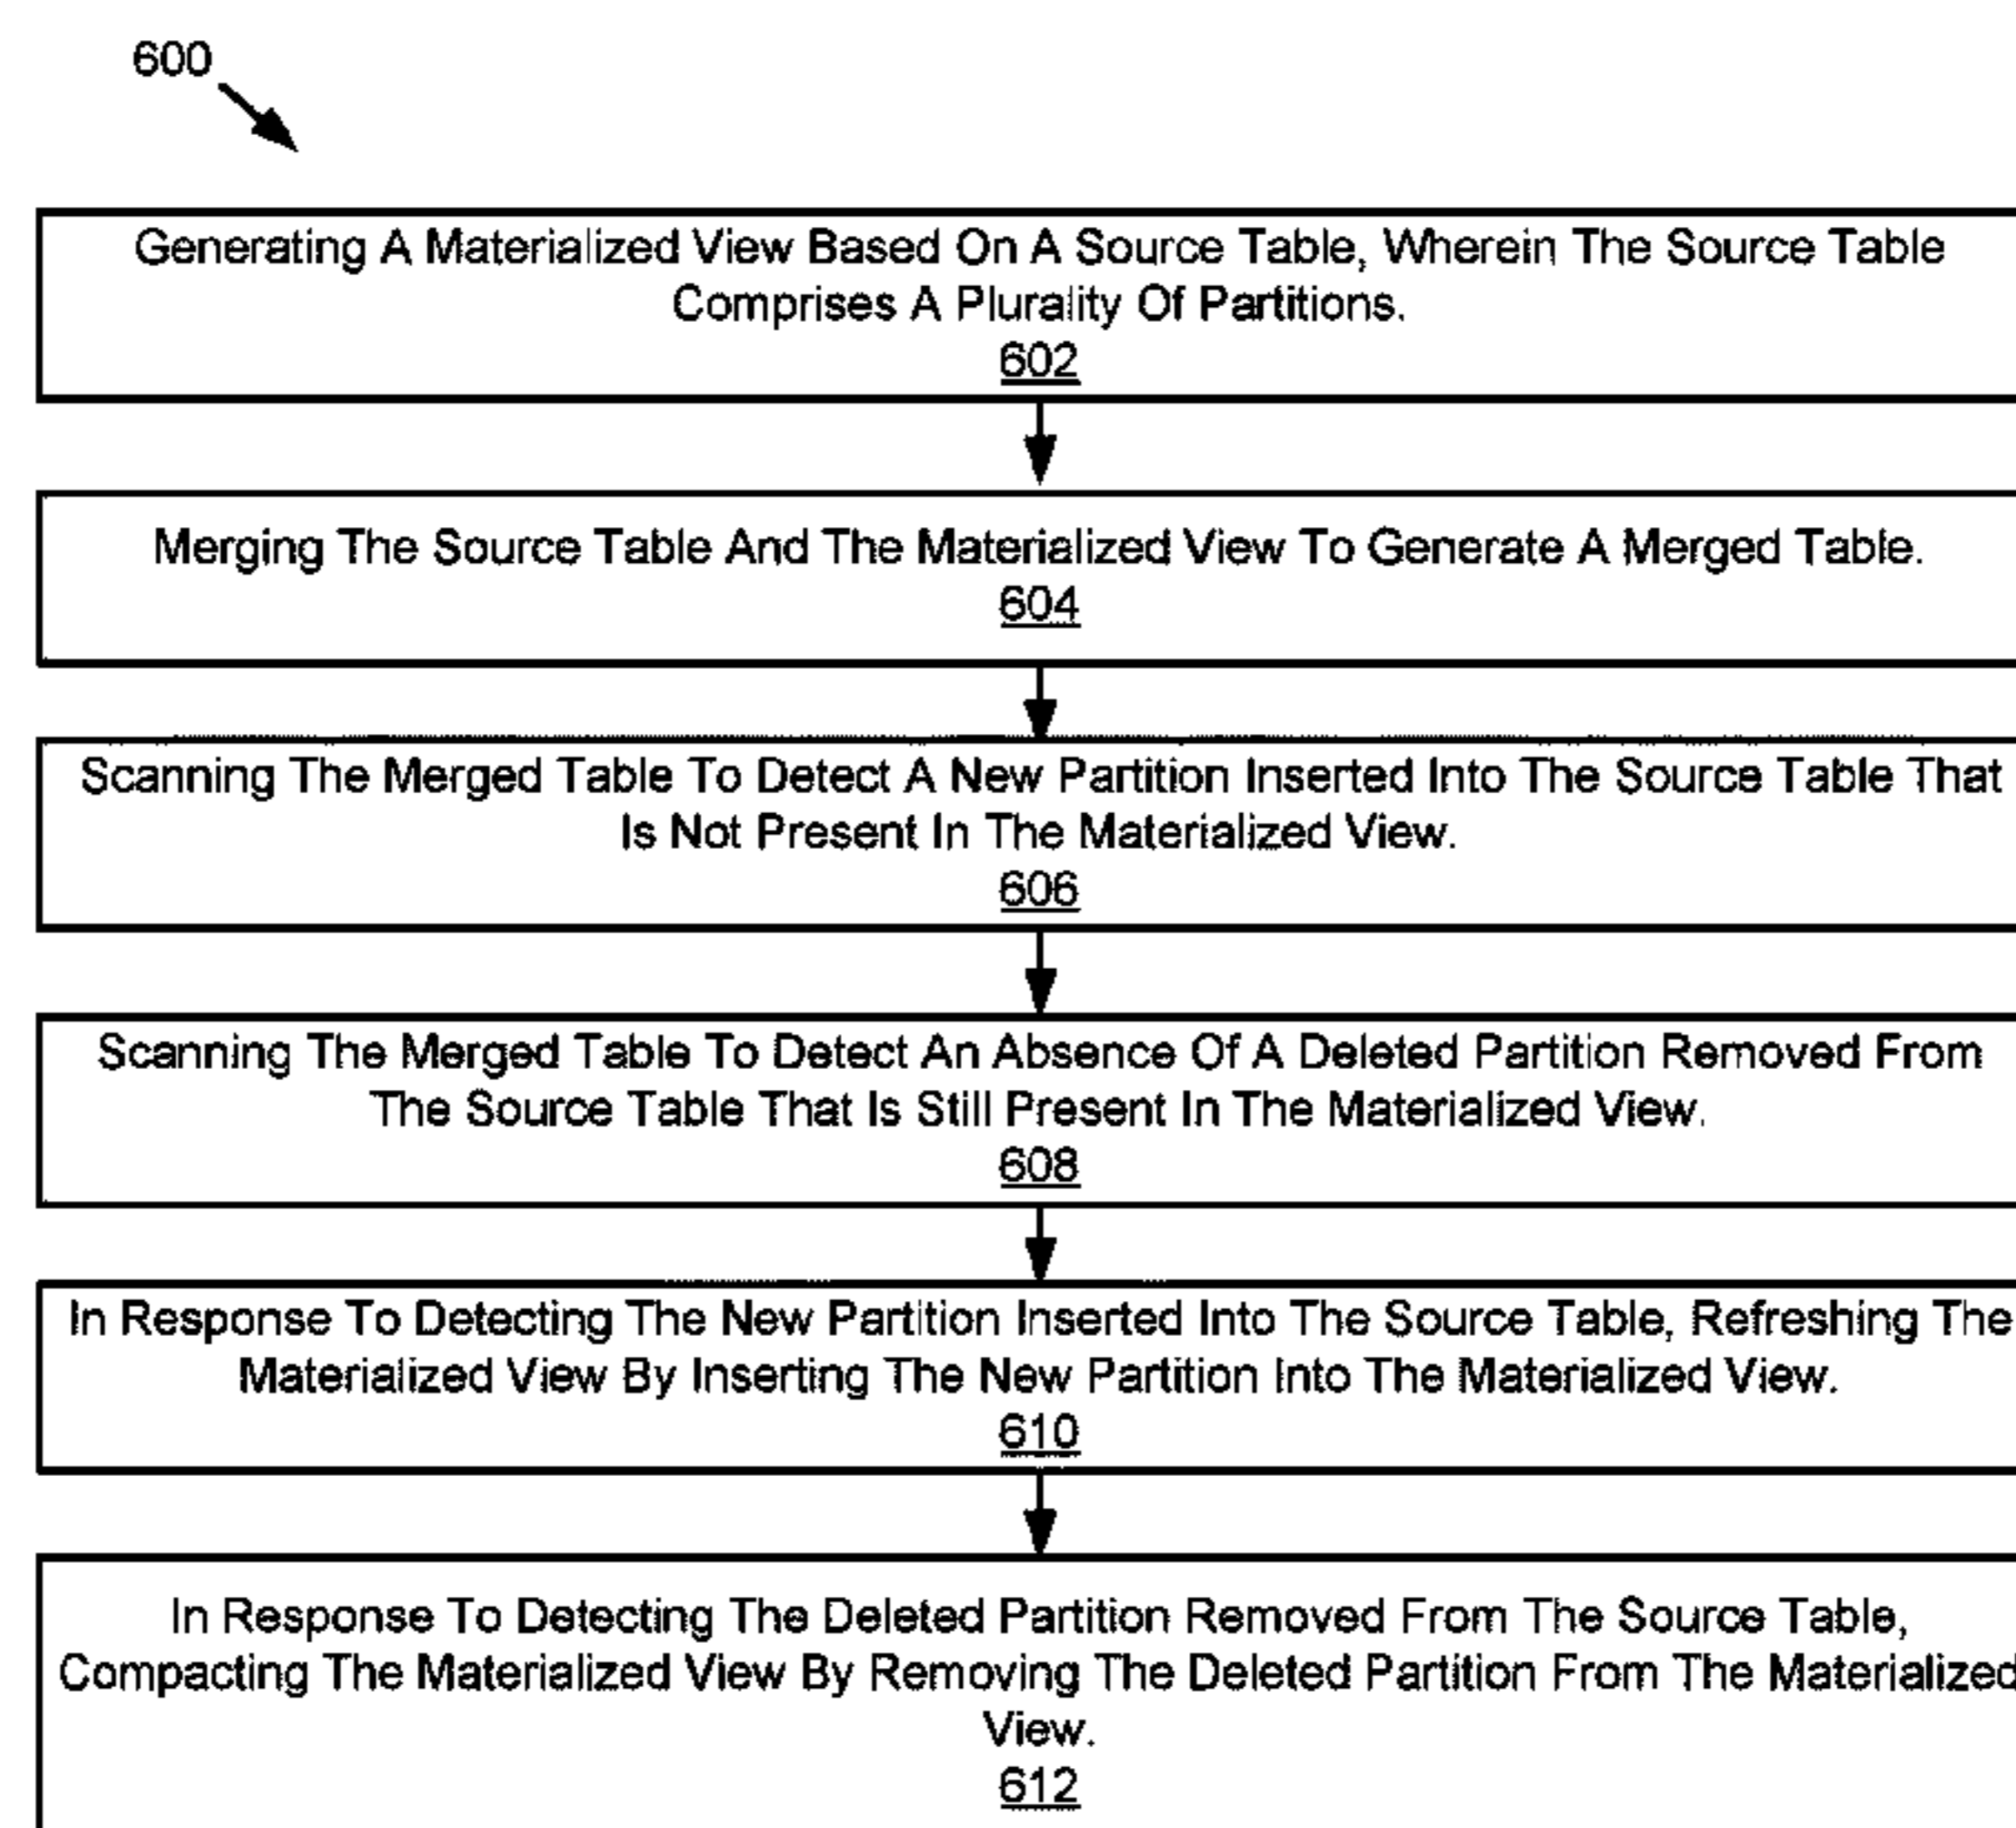 600
Generating A Materialized View Based On A Source Table, Wherein The Source Table
Comprises A Plurality Of Partitions.
602
Merging The Source Table And The Materialized View To Generate A Merged Table.
604
Scanning The Merged Table To Detect A New Partition Inserted Into The Source Table That
Is Not Present In The Materialized View.
606
Scanning The Merged Table To Detect An Absence Of A Deleted Partition Removed From
The Source Table That Is Still Present In The Materialized View.
608
In Response To Detecting The New Partition Inserted Into The Source Table, Refreshing The
Materialized View By Inserting The New Partition Into The Materialized View.
610
In Response To Detecting The Deleted Partition Removed From The Source Table,
Compacting The Materialized View By Removing The Deleted Partition From The Materialized
View.
612